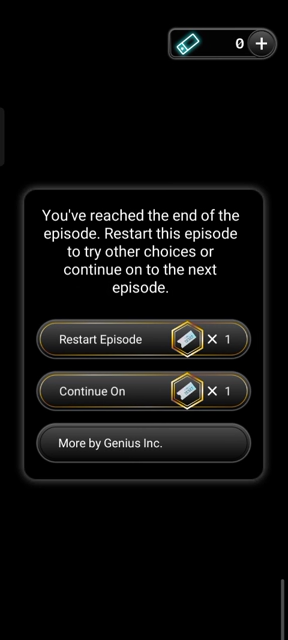 0 +
You've reached the end of the
episode. Restart this episode
to try other choices or
continue on to the next
episode.
Restart Episode × 1
Continue On × 1
More by Genius Inc.